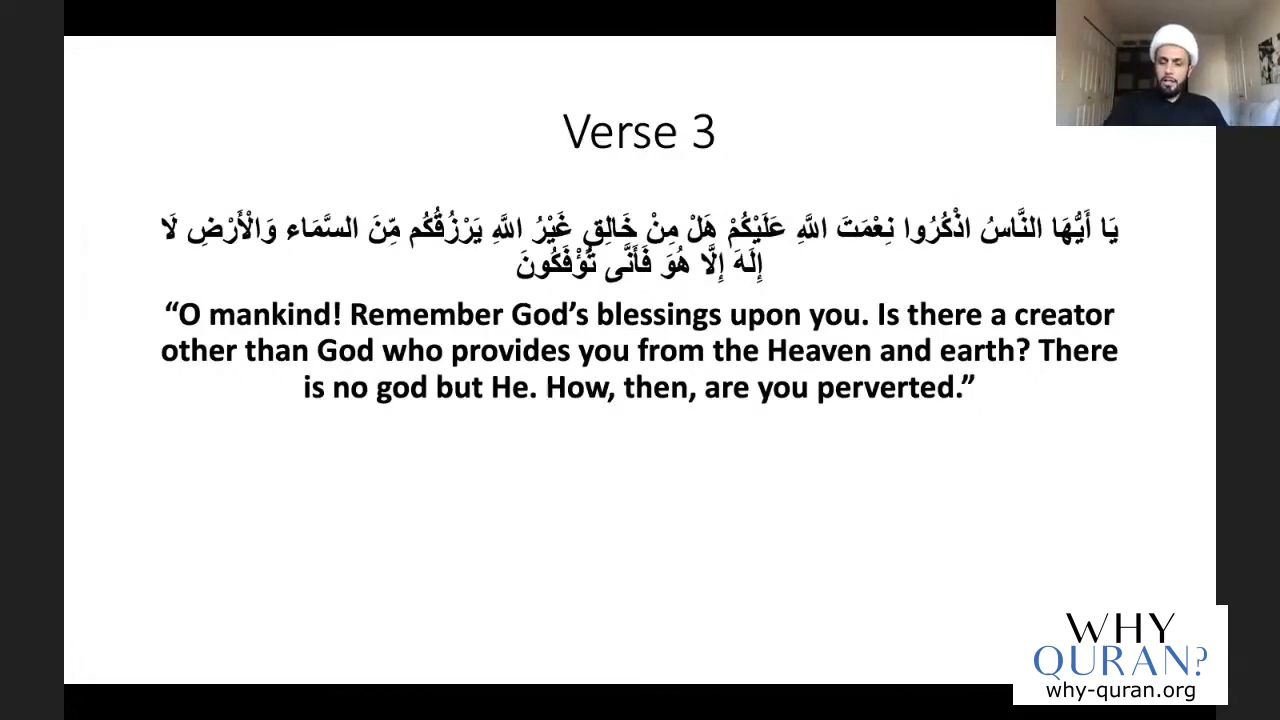 Verse 3
يَا أَيُّهَا النَّاسُ اذْكُرُوا نِعْمَتَ اللَّهِ عَلَيْكُمْ هَلْ مِنْ خَالِقٍ غَيْرُ اللَّهِ يَرْزُقُكُم مِّنَ السَّمَاء وَالْأَرْضِ لَا
إِلَهَ إِلَّا هُوَ فَأَنَّى تُؤْفَكُونَ
“O mankind! Remember God’s blessings upon you. Is there a creator
other than God who provides you from the Heaven and earth? There
is no god but He. How, then, are you perverted.”
WHY
QURAN?
why-quran.org